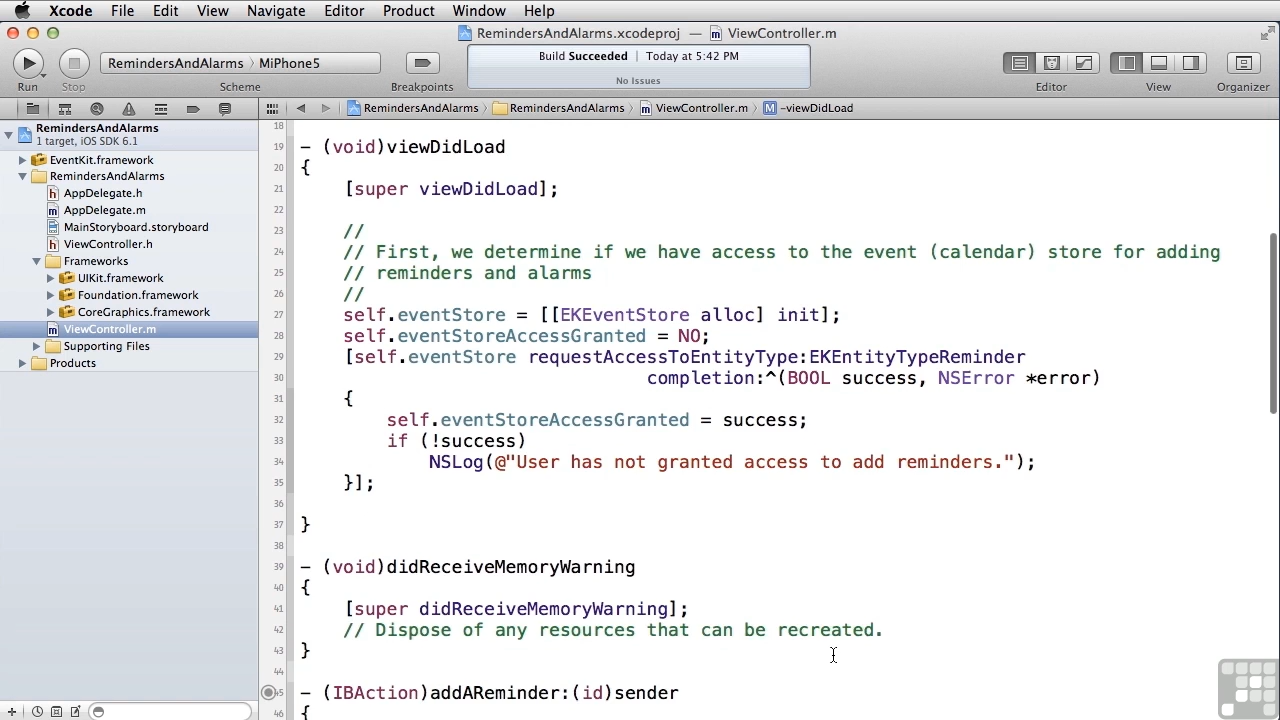 Xcode File Edit View Navigate Editor Product Window Help
RemindersAndAlarms.xcodeproj — ViewController.m
RemindersAndAlarms › MiPhone5
Build Succeeded | Today at 5:42 PM
No Issues
Run Stop Scheme Breakpoints Editor View Organizer
RemindersAndAlarms › RemindersAndAlarms › ViewController.m › M -viewDidLoad
RemindersAndAlarms
1 target, iOS SDK 6.1
EventKit.framework
RemindersAndAlarms
h AppDelegate.h
m AppDelegate.m
MainStoryboard.storyboard
h ViewController.h
Frameworks
UIKit.framework
Foundation.framework
CoreGraphics.framework
m ViewController.m
Supporting Files
Products
18
19 - (void)viewDidLoad
20 {
21 [super viewDidLoad];
22
23 //
24 // First, we determine if we have access to the event (calendar) store for adding
25 // reminders and alarms
26 //
27 self.eventStore = [[EKEventStore alloc] init];
28 self.eventStoreAccessGranted = NO;
29 [self.eventStore requestAccessToEntityType:EKEntityTypeReminder
30 completion:^(BOOL success, NSError *error)
31 {
32 self.eventStoreAccessGranted = success;
33 if (!success)
34 NSLog(@"User has not granted access to add reminders.");
35 }];
36
37 }
38
39 - (void)didReceiveMemoryWarning
40 {
41 [super didReceiveMemoryWarning];
42 // Dispose of any resources that can be recreated.
43 }
44
45 - (IBAction)addAReminder:(id)sender
46 {